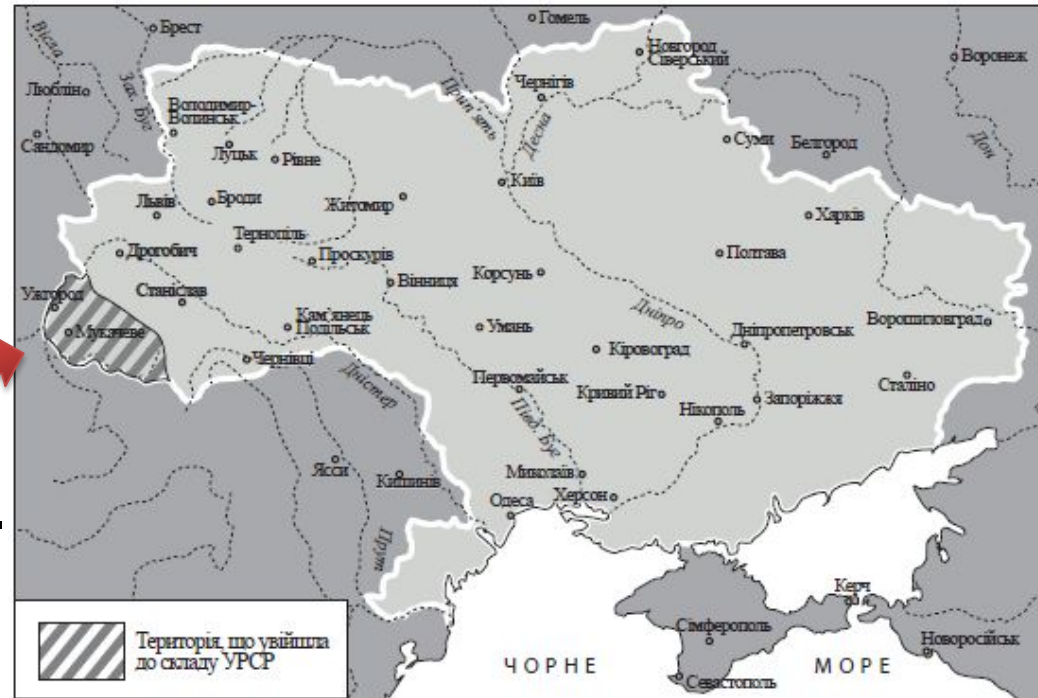 Гомель
Брест
Вісла
Новгород
Сіверський
Воронеж
Зах. Буг
Люблін
Чернігів
Прип'ять
Володимир-
Волинськ
Десна
Дон
Сандомир
Суми
Белгород
Луцьк
Рівне
Київ
Львів
Броди
Житомир
Харків
Тернопіль
Дрогобич
Проскурів
Полтава
Вінниця
Корсунь
Станіслав
Ужгород
Кам'янець
Подільськ
Умань
Дніпро
Дніпропетровськ
Ворошиловград
Мукачеве
Кіровоград
Чернівці
Дністер
Первомайськ
Сталіно
Кривий Ріг
Запоріжжя
Півд. Буг
Нікополь
Ясси
Кишинів
Миколаїв
Одеса
Херсон
Прут
Керч
Територія, що увійшла
до складу УРСР
Сімферополь
Новоросійськ
ЧОРНЕ МОРЕ
Севастополь